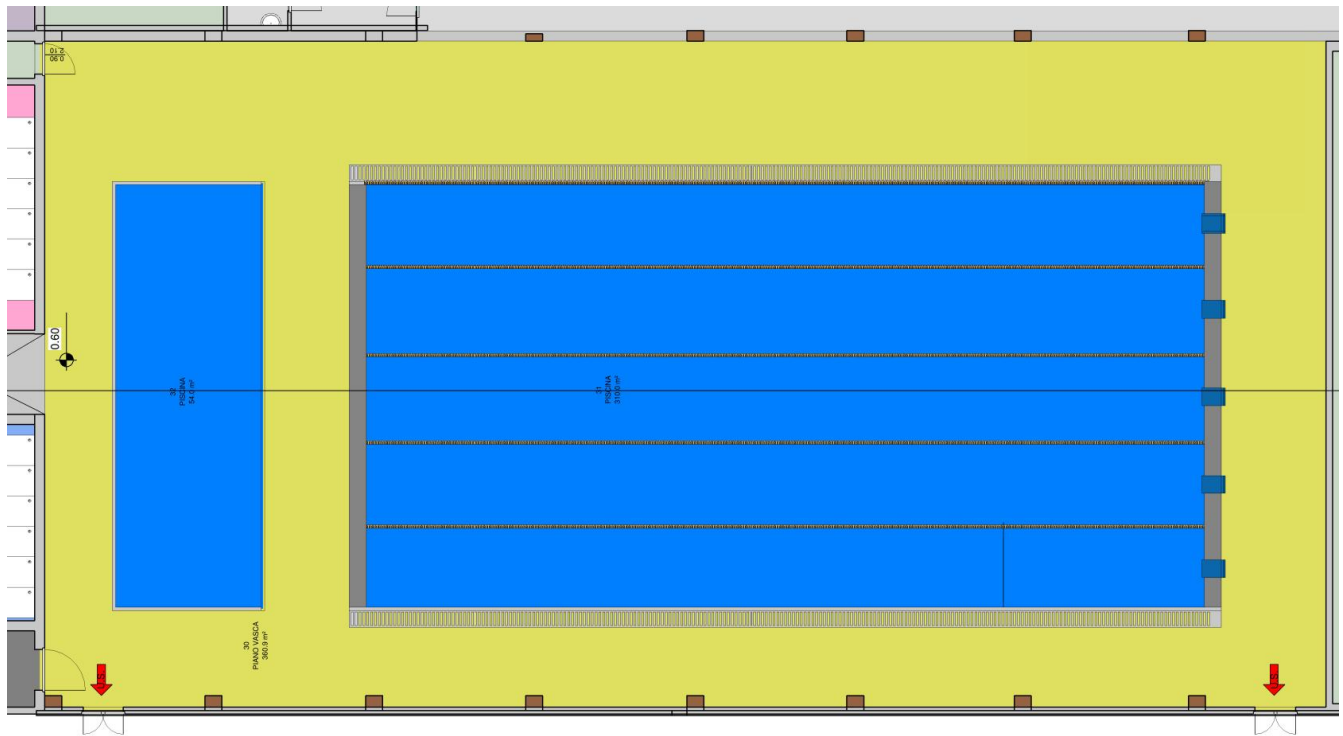 0.90
2.10
0.60
32
PISCINA
54.0 m²
31
PISCINA
310.0 m²
30
PIANO VASCA
360.9 m²
U.S.
U.S.